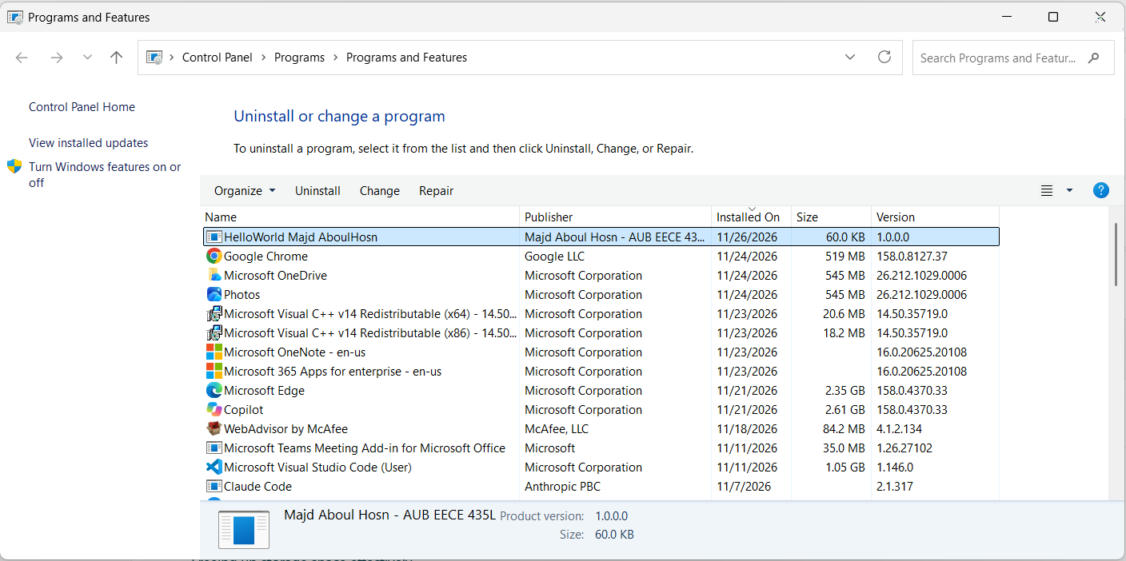 Programs and Features
Control Panel > Programs > Programs and Features
Search Programs and Featur...
Control Panel Home
View installed updates
Turn Windows features on or
off
Uninstall or change a program
To uninstall a program, select it from the list and then click Uninstall, Change, or Repair.
Organize Uninstall Change Repair
Name Publisher Installed On Size Version
HelloWorld Majd AboulHosn Majd Aboul Hosn - AUB EECE 43... 11/26/2026 60.0 KB 1.0.0.0
Google Chrome Google LLC 11/24/2026 519 MB 158.0.8127.37
Microsoft OneDrive Microsoft Corporation 11/24/2026 545 MB 26.212.1029.0006
Photos Microsoft Corporation 11/24/2026 545 MB 26.212.1029.0006
Microsoft Visual C++ v14 Redistributable (x64) - 14.50... Microsoft Corporation 11/23/2026 20.6 MB 14.50.35719.0
Microsoft Visual C++ v14 Redistributable (x86) - 14.50... Microsoft Corporation 11/23/2026 18.2 MB 14.50.35719.0
Microsoft OneNote - en-us Microsoft Corporation 11/23/2026 16.0.20625.20108
Microsoft 365 Apps for enterprise - en-us Microsoft Corporation 11/23/2026 16.0.20625.20108
Microsoft Edge Microsoft Corporation 11/21/2026 2.35 GB 158.0.4370.33
Copilot Microsoft Corporation 11/21/2026 2.61 GB 158.0.4370.33
WebAdvisor by McAfee McAfee, LLC 11/18/2026 84.2 MB 4.1.2.134
Microsoft Teams Meeting Add-in for Microsoft Office Microsoft 11/11/2026 35.0 MB 1.26.27102
Microsoft Visual Studio Code (User) Microsoft Corporation 11/11/2026 1.05 GB 1.146.0
Claude Code Anthropic PBC 11/7/2026 2.1.317
Majd Aboul Hosn - AUB EECE 435L Product version: 1.0.0.0
Size: 60.0 KB